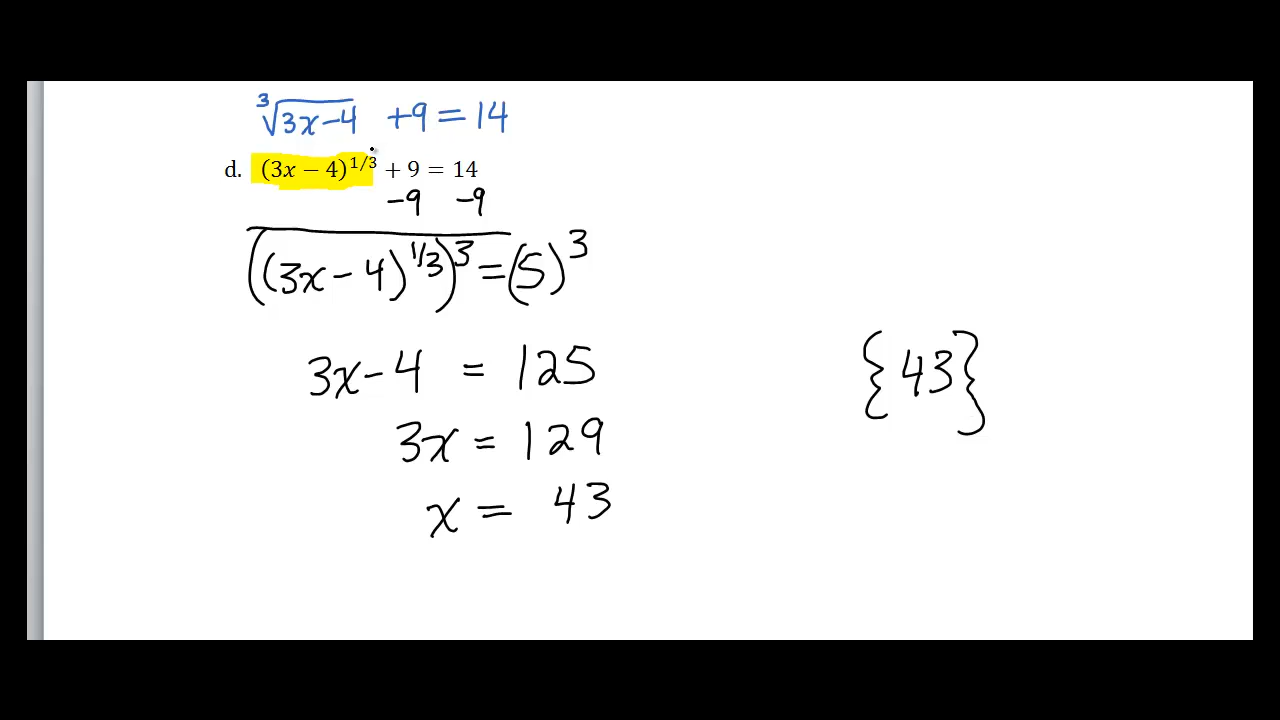 ∛(3x-4) +9=14
d. (3x − 4)^1/3 + 9 = 14
-9 -9
((3x-4)^1/3)^3 = (5)^3
3x-4 = 125
{43}
3x = 129
x = 43